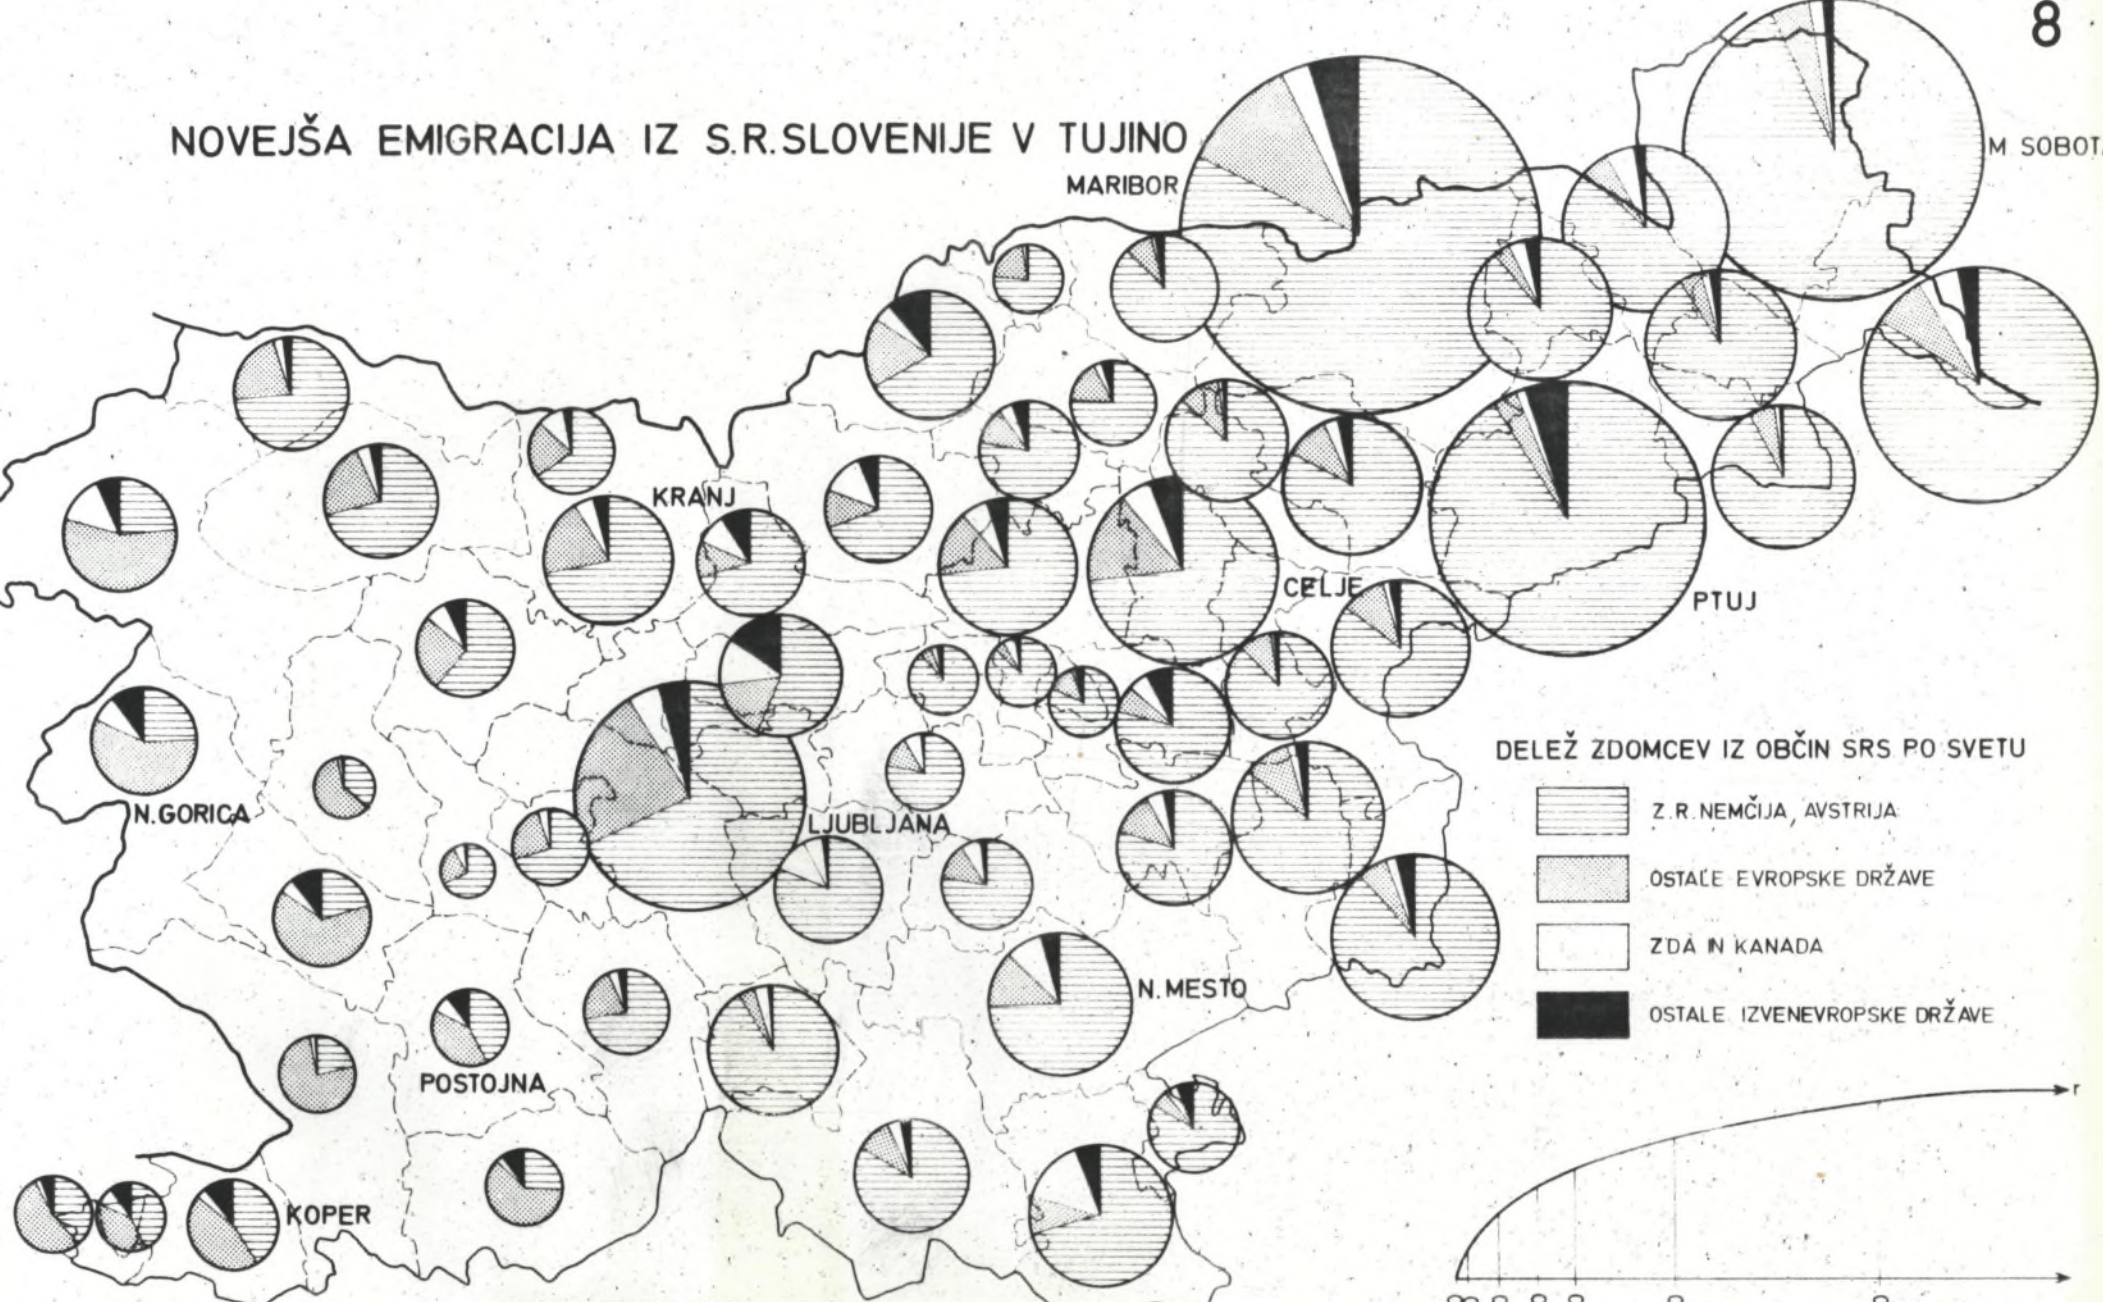 8
NOVEJŠA EMIGRACIJA IZ S.R.SLOVENIJE V TUJINO
MARIBOR
M SOBOT
KRANJ
CELJE
PTUJ
N.GORICA
LJUBLJANA
DELEŽ ZDOMCEV IZ OBČIN SRS PO SVETU
Z.R.NEMČIJA, AVSTRIJA
OSTALE EVROPSKE DRŽAVE
ZDA IN KANADA
OSTALE IZVENEVROPSKE DRŽAVE
N.MESTO
POSTOJNA
KOPER
r